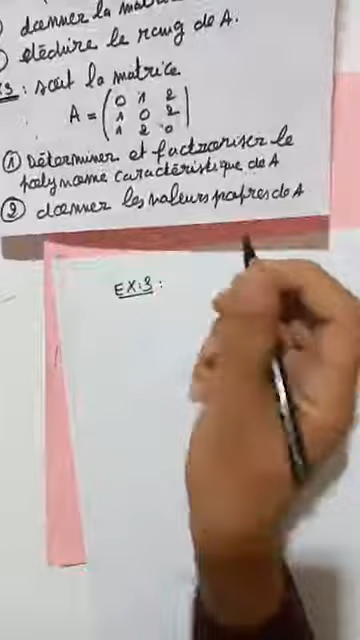 donner la
déduire le rang de A.
3 : soit la matrice
A = ( 0 1 2
1 0 2
1 2 0 )
① Déterminer et factoriser le
polynome caractéristique de A
② donner les valeurs propres de A
EX:3 :